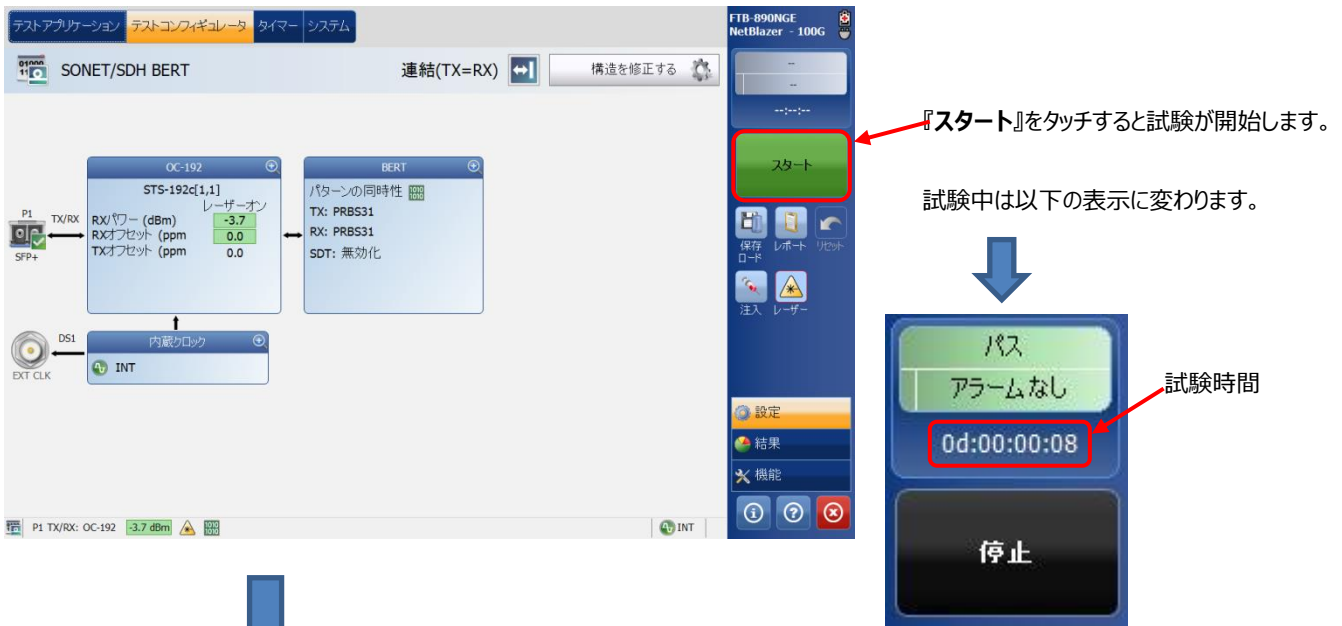 テストアプリケーション テストコンフィギュレータ タイマー システム
SONET/SDH BERT 連結(TX=RX) 構造を修正する
FTB-890NGE
NetBlazer - 100G
--
--
--:--:--
スタート
保存
ロード
レポート
リセット
注入
レーザー
設定
結果
機能
OC-192
STS-192c[1,1]
レーザーオン
RXパワー (dBm) -3.7
RXオフセット (ppm 0.0
TXオフセット (ppm 0.0
P1
TX/RX
SFP+
BERT
パターンの同時性
TX: PRBS31
RX: PRBS31
SDT: 無効化
DS1
EXT CLK
内蔵クロック
INT
P1 TX/RX: OC-192 -3.7 dBm INT
『スタート』をタッチすると試験が開始します。
試験中は以下の表示に変わります。
パス
アラームなし
0d:00:00:08
試験時間
停止